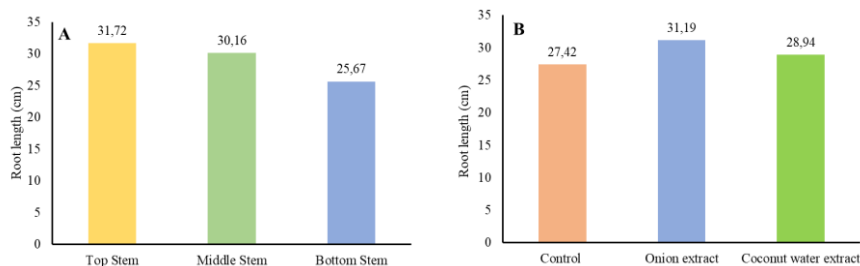 A
Root length (cm)
35
30
25
20
15
10
5
0
31,72
30,16
25,67
Top Stem
Middle Stem
Bottom Stem
B
Root length (cm)
35
30
25
20
15
10
5
0
27,42
31,19
28,94
Control
Onion extract
Coconut water extract